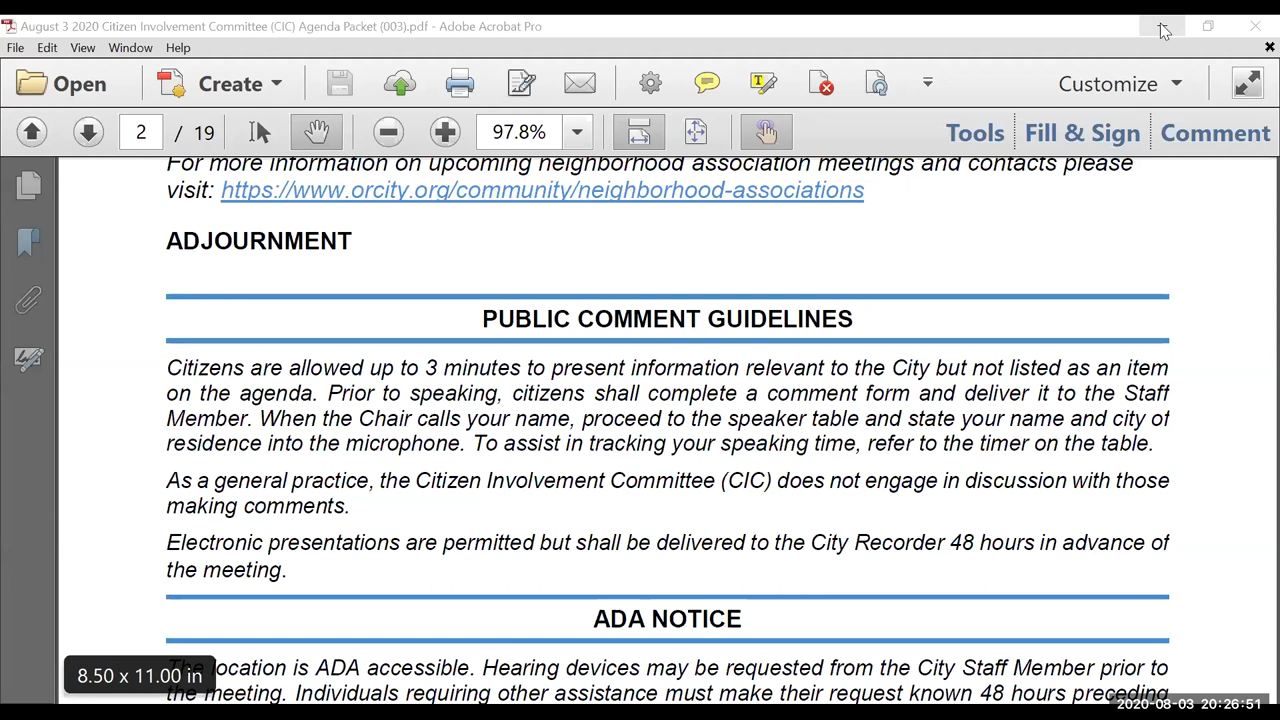 August 3 2020 Citizen Involvement Committee (CIC) Agenda Packet (003).pdf - Adobe Acrobat Pro
File Edit View Window Help
Open Create Customize
2 / 19 97.8% Tools Fill & Sign Comment
For more information on upcoming neighborhood association meetings and contacts please
visit: https://www.orcity.org/community/neighborhood-associations
ADJOURNMENT
PUBLIC COMMENT GUIDELINES
Citizens are allowed up to 3 minutes to present information relevant to the City but not listed as an item
on the agenda. Prior to speaking, citizens shall complete a comment form and deliver it to the Staff
Member. When the Chair calls your name, proceed to the speaker table and state your name and city of
residence into the microphone. To assist in tracking your speaking time, refer to the timer on the table.
As a general practice, the Citizen Involvement Committee (CIC) does not engage in discussion with those
making comments.
Electronic presentations are permitted but shall be delivered to the City Recorder 48 hours in advance of
the meeting.
ADA NOTICE
The location is ADA accessible. Hearing devices may be requested from the City Staff Member prior to
the meeting. Individuals requiring other assistance must make their request known 48 hours preceding
8.50 x 11.00 in
2020-08-03 20:26:51